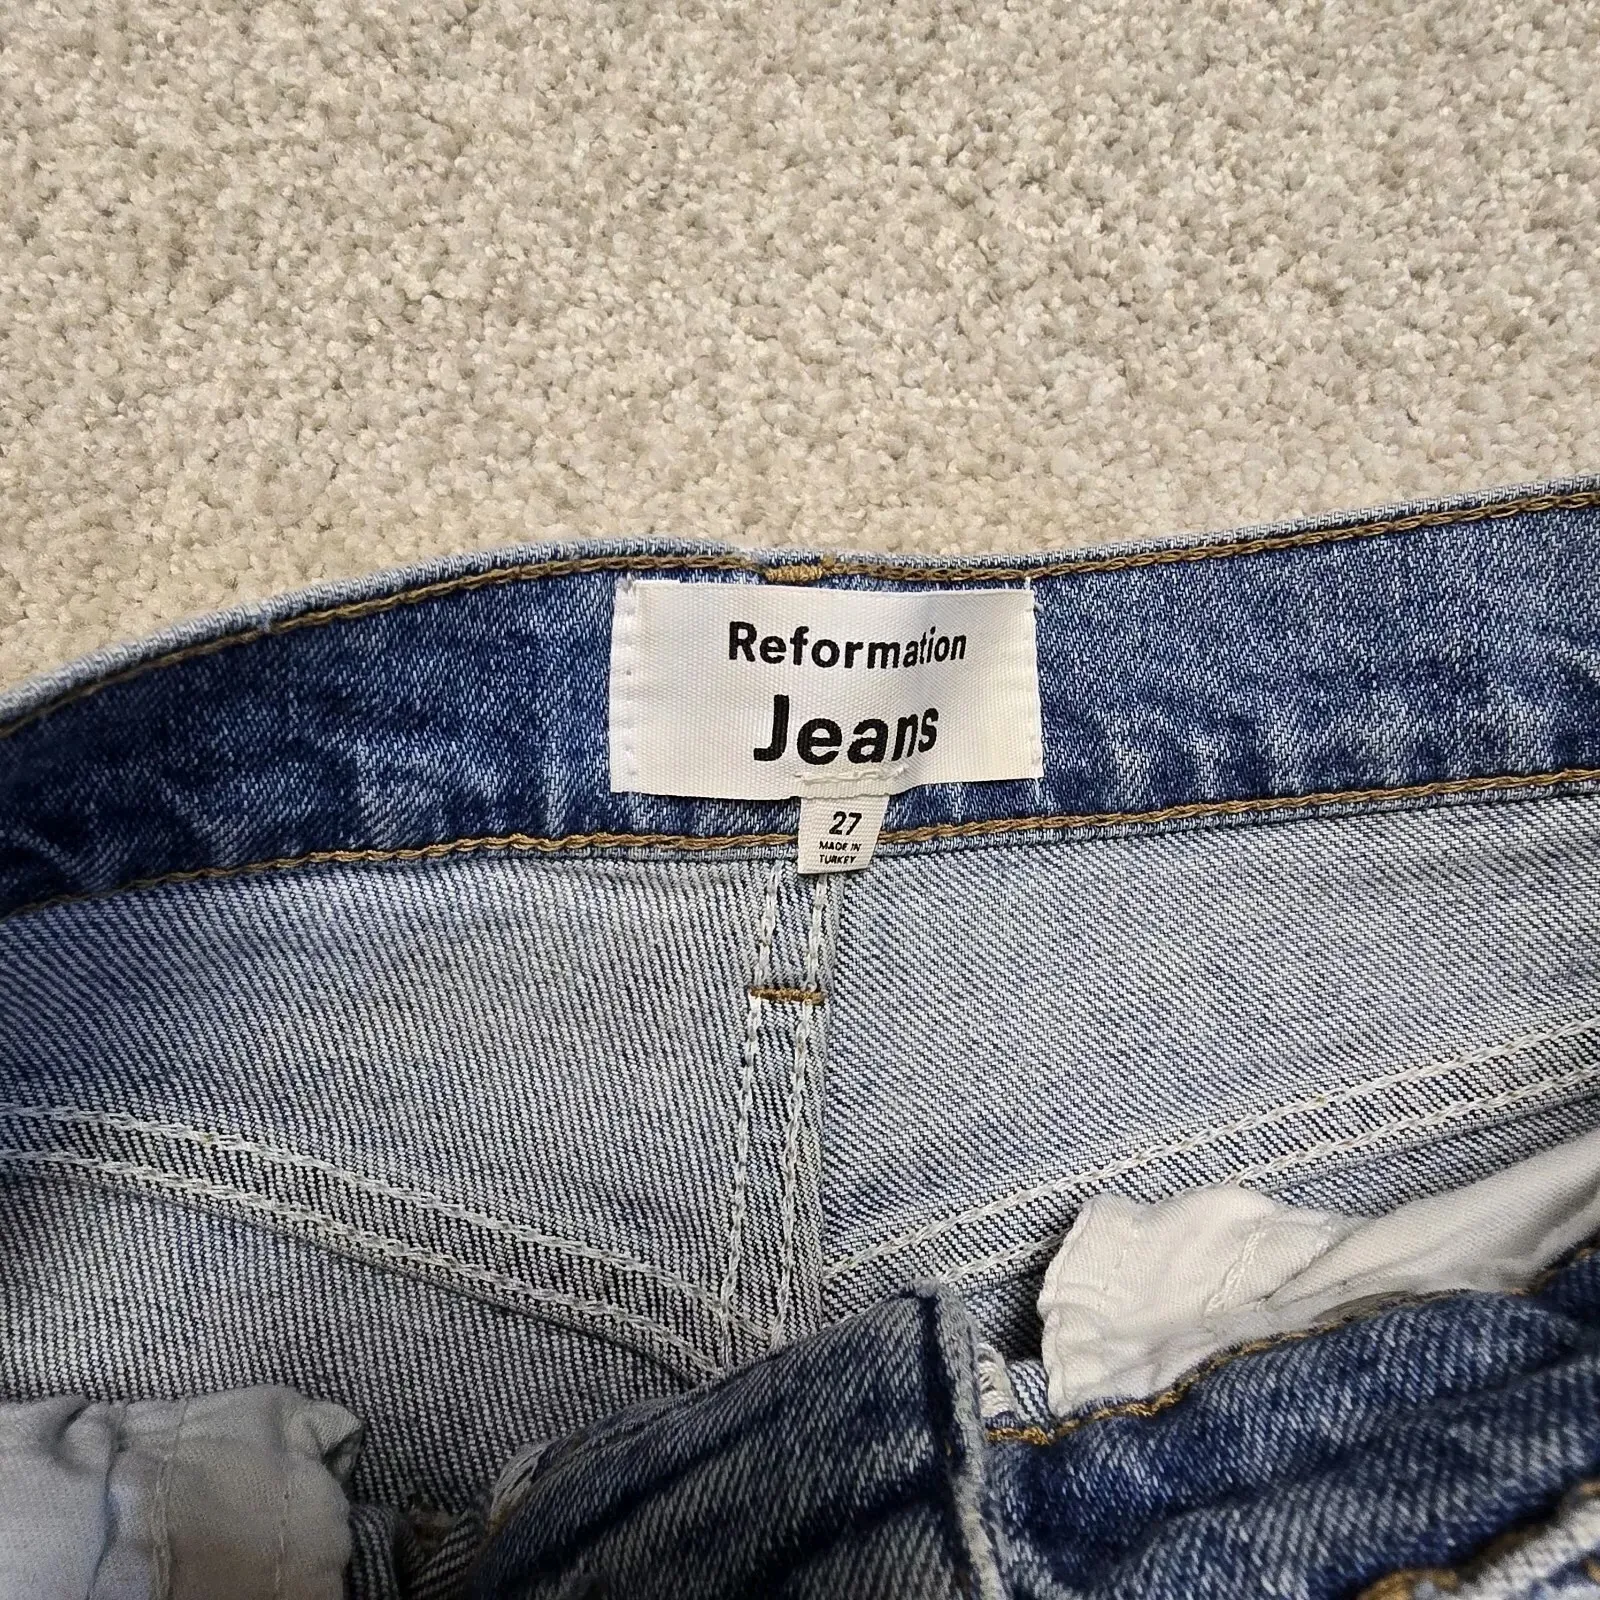 Reformation
Jeans
27
MADE IN
TURKEY